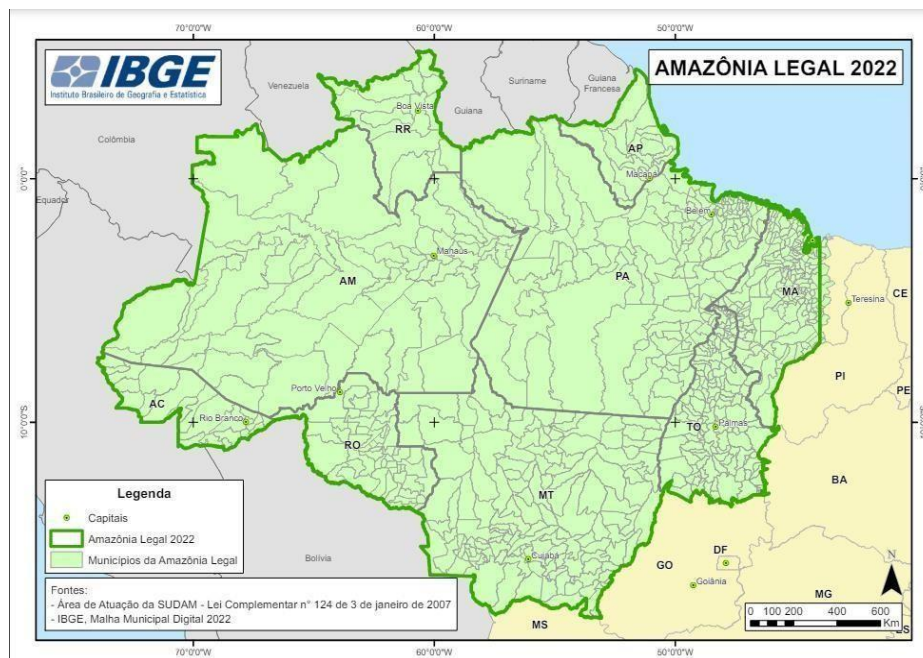 70°0'0"W
60°0'0"W
50°0'0"W
IBGE
Instituto Brasileiro de Geografia e Estatística
AMAZÔNIA LEGAL 2022
Venezuela
Suriname
Guiana
Francesa
Guiana
Colômbia
Boa Vista
RR
AP
Macapá
0°0'0"
Equador
Belém
Manaus
AM
PA
MA
CE
Teresina
PI
PE
Porto Velho
AC
Rio Branco
10°0'0"S
RO
TO
Palmas
BA
MT
Legenda
Capitais
Amazônia Legal 2022
Municípios da Amazônia Legal
Bolívia
Cuiabá
GO
DF
Goiânia
MG
N
Fontes:
- Área de Atuação da SUDAM - Lei Complementar n° 124 de 3 de janeiro de 2007
- IBGE, Malha Municipal Digital 2022
MS
0 100 200 400 600
Km
ES
70°0'0"W
60°0'0"W
50°0'0"W